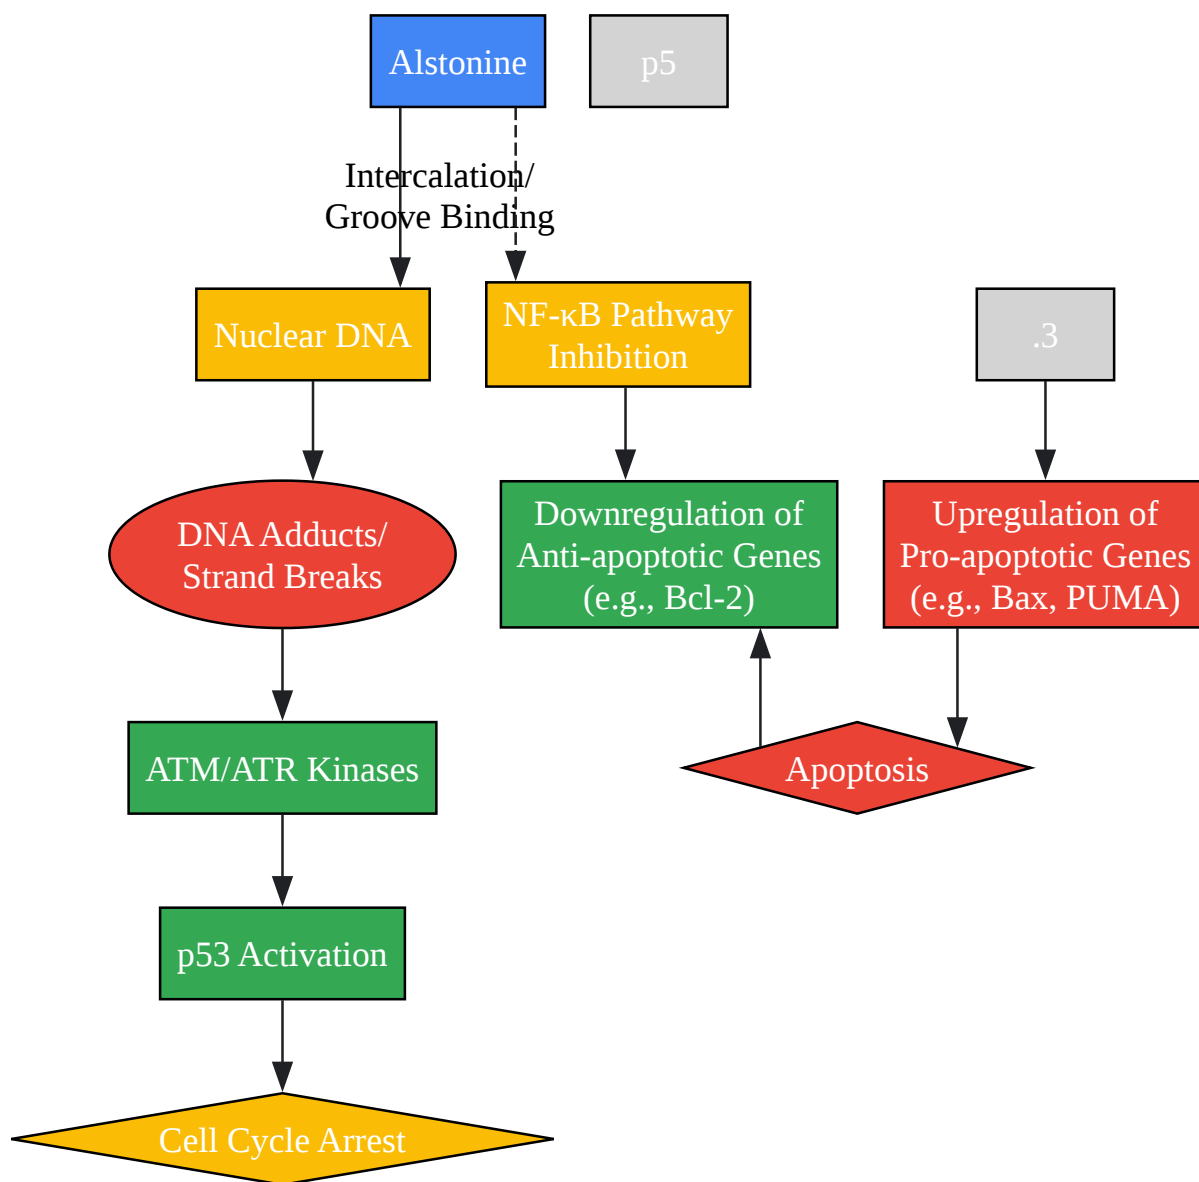 Alstonine
p5
Intercalation/
Groove Binding
Nuclear DNA
NF-κB Pathway
Inhibition
.3
DNA Adducts/
Strand Breaks
Downregulation of
Anti-apoptotic Genes
(e.g., Bcl-2)
Upregulation of
Pro-apoptotic Genes
(e.g., Bax, PUMA)
ATM/ATR Kinases
Apoptosis
p53 Activation
Cell Cycle Arrest